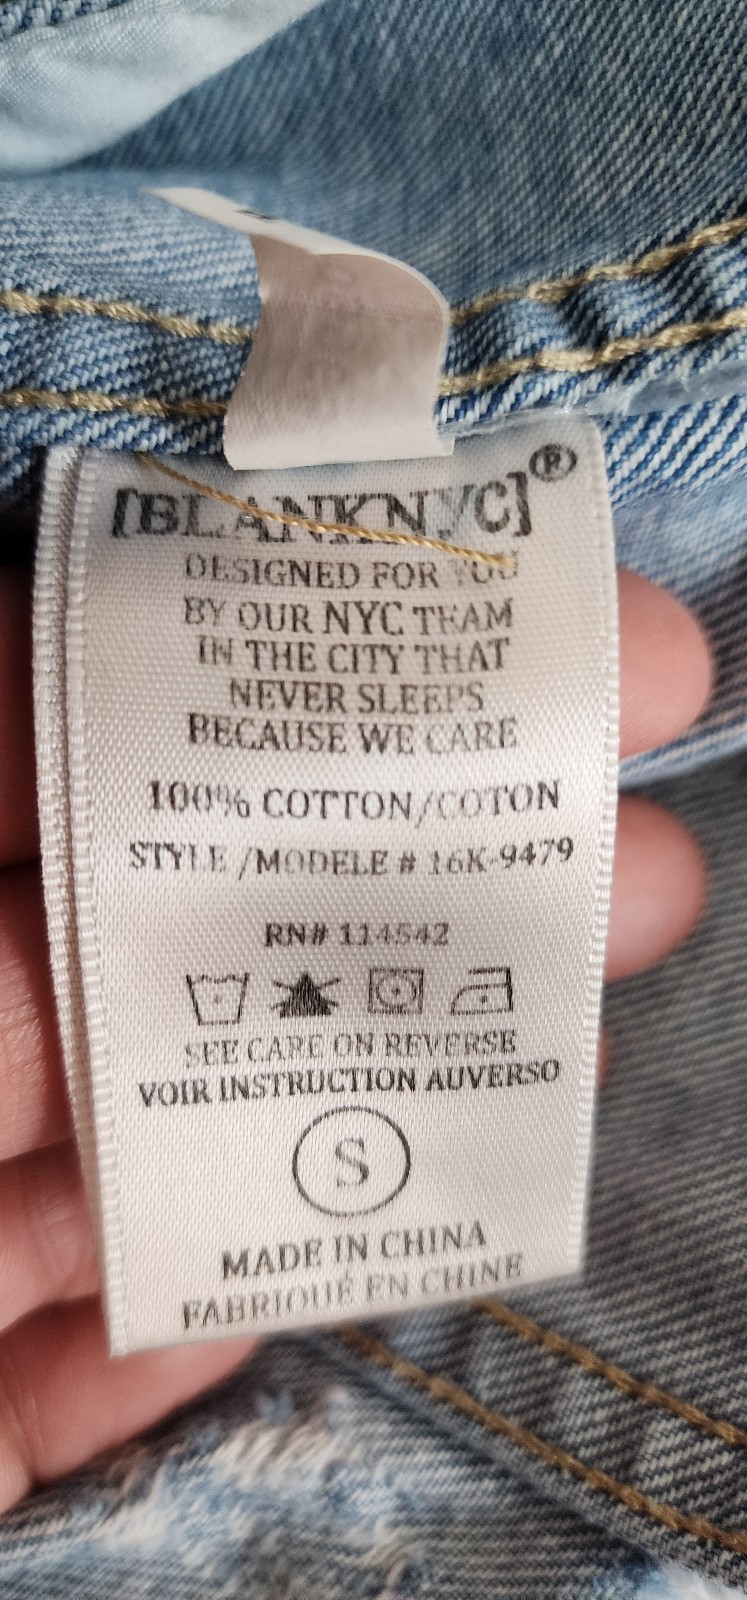 [BLANKNYC]®
DESIGNED FOR YOU
BY OUR NYC TEAM
IN THE CITY THAT
NEVER SLEEPS
BECAUSE WE CARE
100% COTTON/COTON
STYLE /MODELE # 16K-9479
RN# 114542
SEE CARE ON REVERSE
VOIR INSTRUCTION AUVERSO
S
MADE IN CHINA
FABRIQUÉ EN CHINE